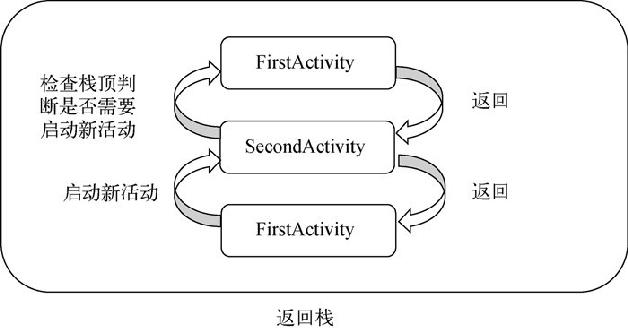 FirstActivity
检查栈顶判
断是否需要
启动新活动
返回
SecondActivity
启动新活动
返回
FirstActivity
返回栈